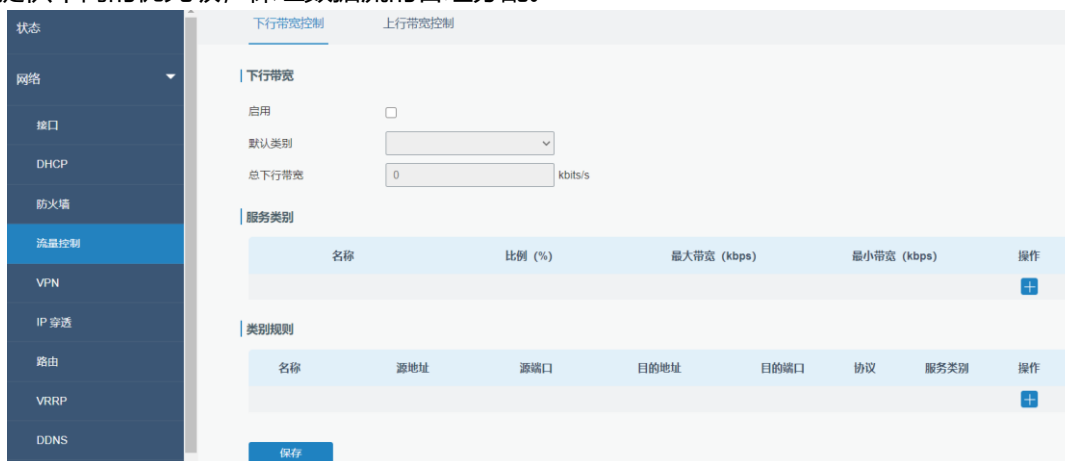 状态
网络
接口
DHCP
防火墙
流量控制
VPN
IP 穿透
路由
VRRP
DDNS
下行带宽控制 上行带宽控制
下行带宽
启用
默认类别
总下行带宽 0 kbits/s
服务类别
名称 比例 (%) 最大带宽 (kbps) 最小带宽 (kbps) 操作
类别规则
名称 源地址 源端口 目的地址 目的端口 协议 服务类别 操作
保存